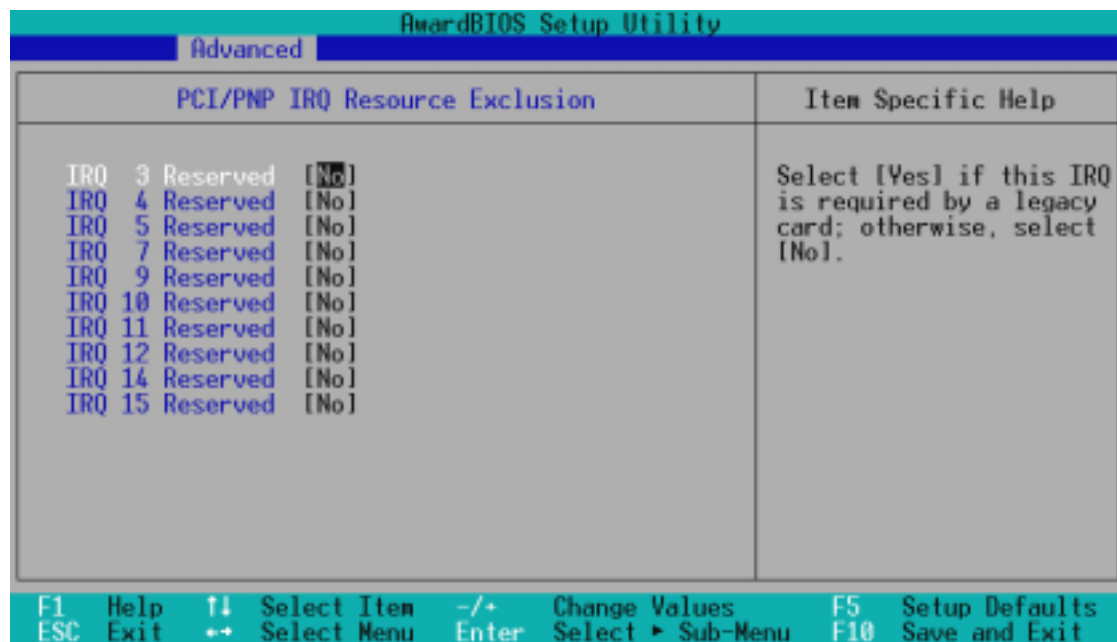 AwardBIOS Setup Utility
Advanced
PCI/PNP IRQ Resource Exclusion
IRQ 3 Reserved [No]
IRQ 4 Reserved [No]
IRQ 5 Reserved [No]
IRQ 7 Reserved [No]
IRQ 9 Reserved [No]
IRQ 10 Reserved [No]
IRQ 11 Reserved [No]
IRQ 12 Reserved [No]
IRQ 14 Reserved [No]
IRQ 15 Reserved [No]
Item Specific Help
Select [Yes] if this IRQ
is required by a legacy
card; otherwise, select
[No].
F1 Help ↑↓ Select Item -/+ Change Values F5 Setup Defaults
ESC Exit ←→ Select Menu Enter Select ► Sub-Menu F10 Save and Exit